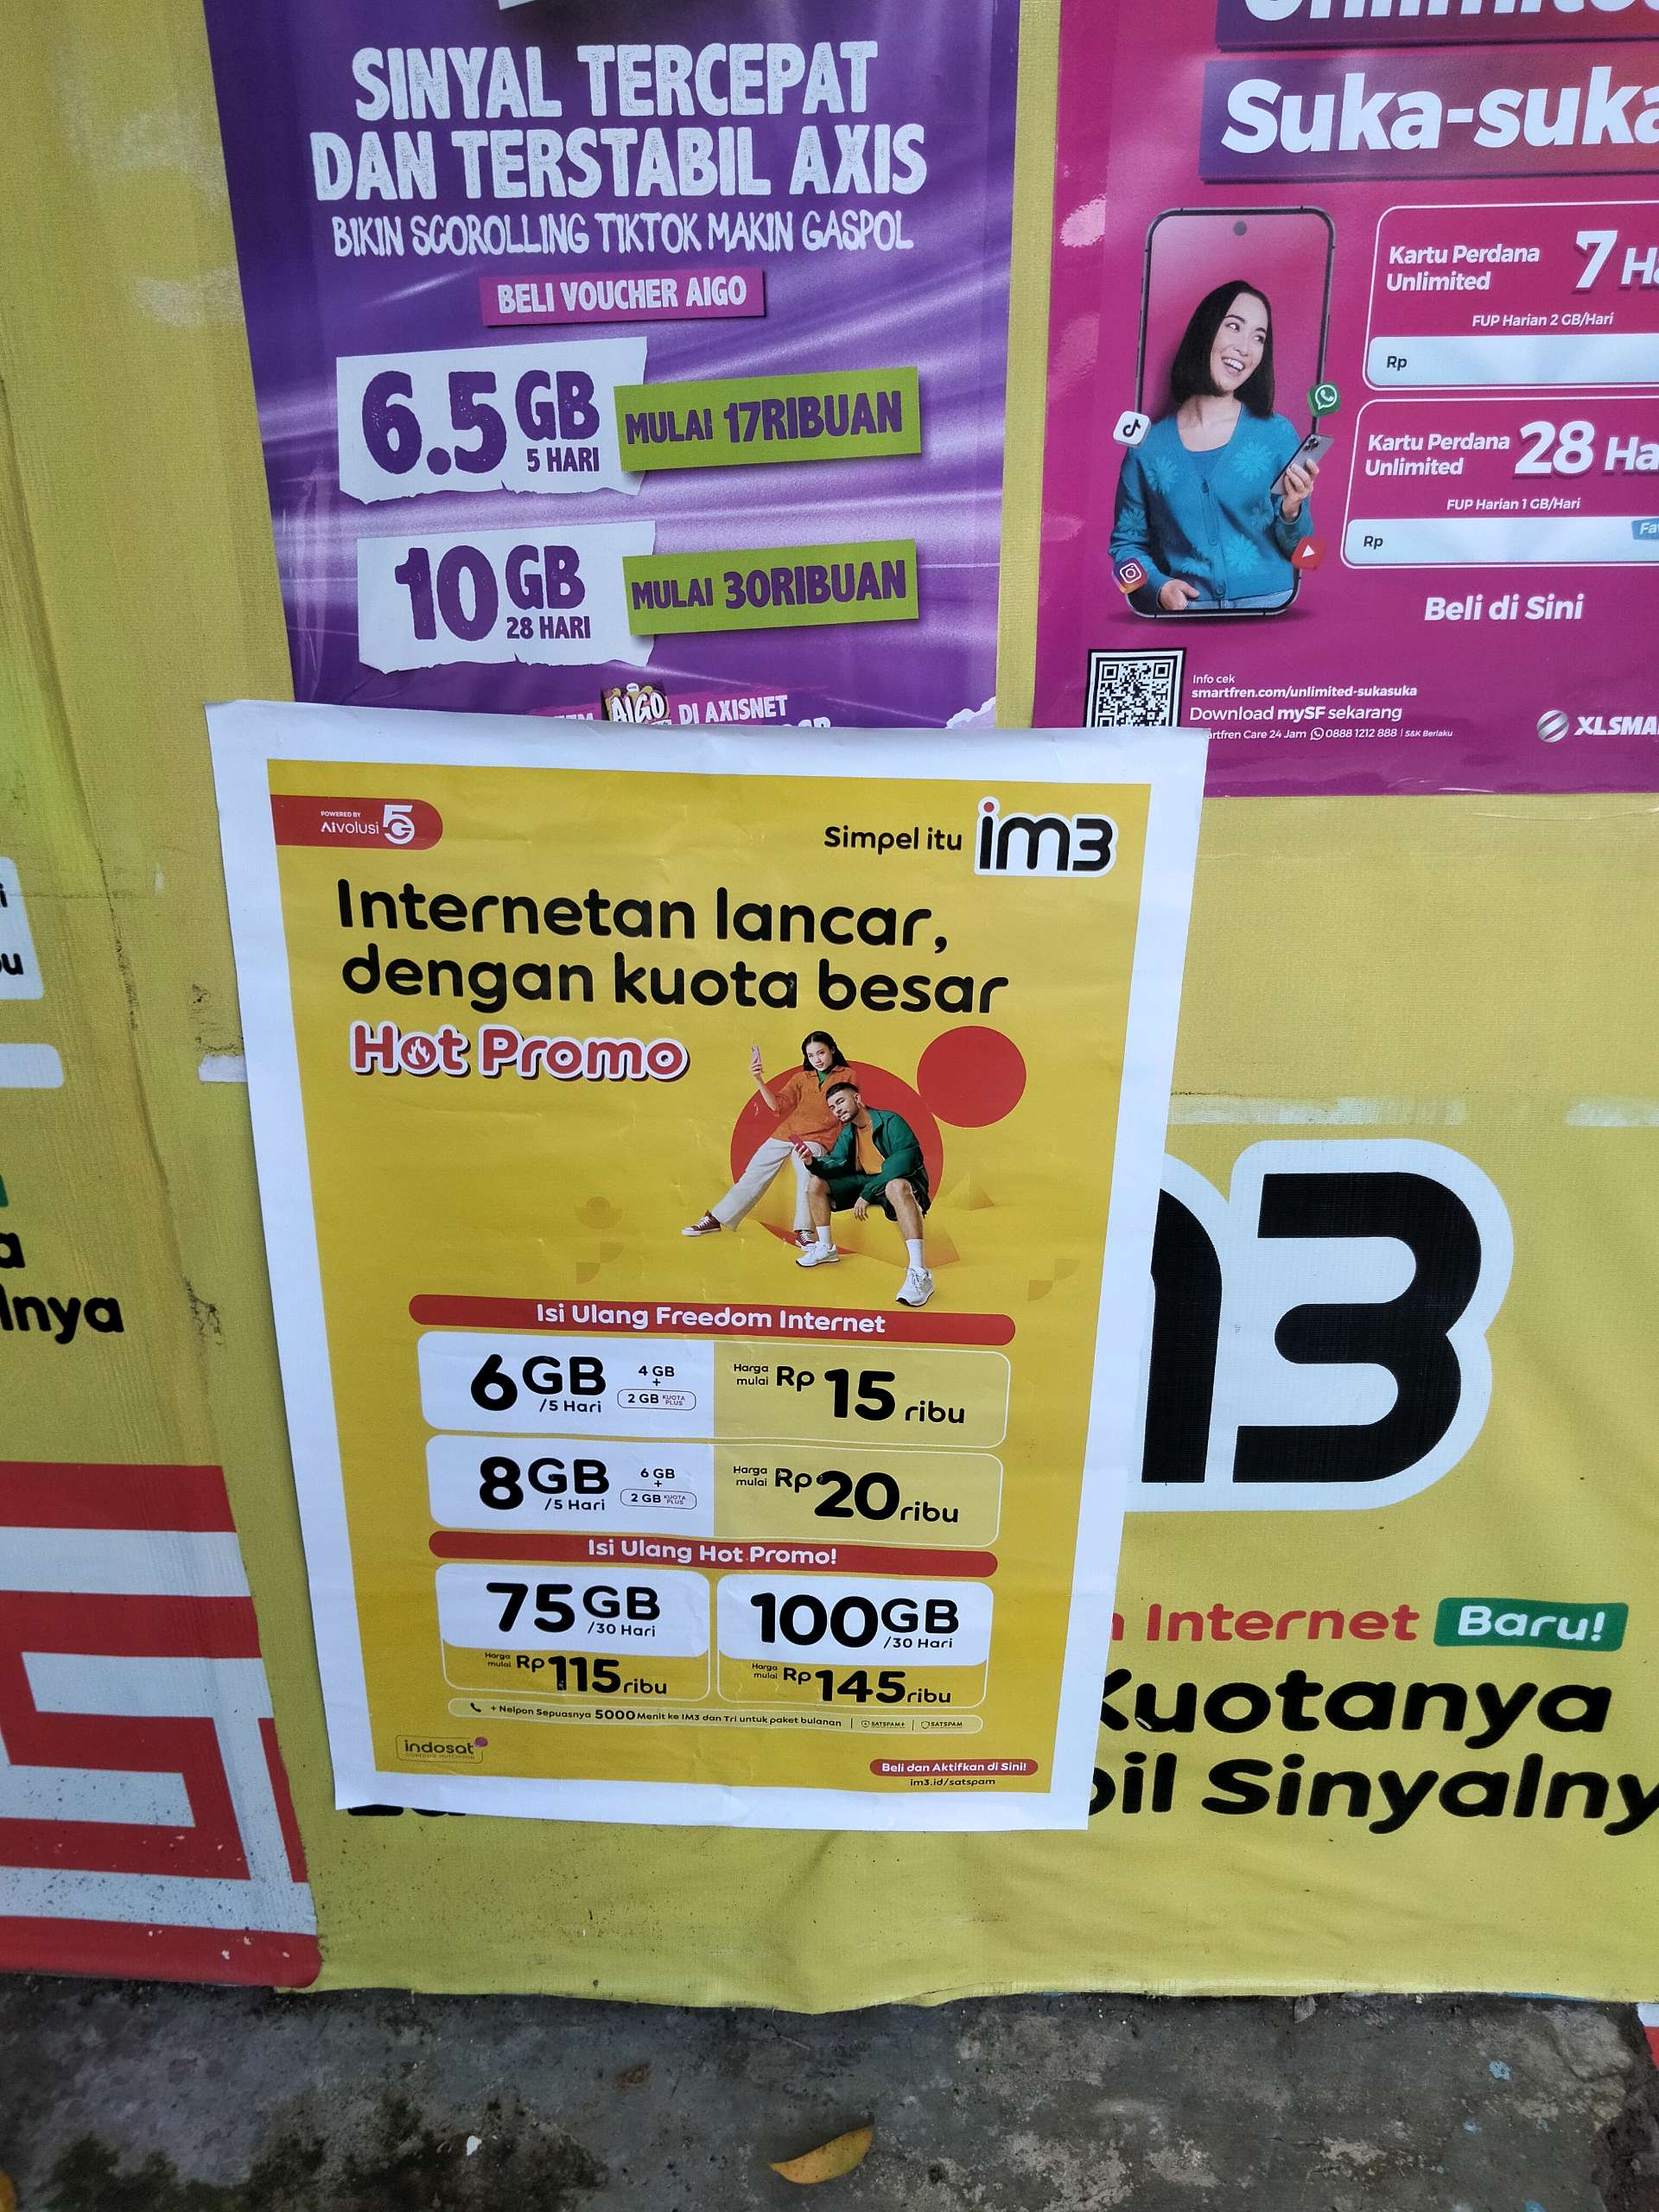 SINYAL TERCEPAT
DAN TERSTABIL AXIS
BIKIN SCOROLLING TIKTOK MAKIN GASPOL
BELI VOUCHER AIGO
6.5 GB
5 HARI
MULAI 17RIBUAN
10 GB
28 HARI
MULAI 30RIBUAN
AIGO DI AXISNET
Suka-suka
Kartu Perdana
Unlimited
7
FUP Harian 2 GB/Hari
Rp
Kartu Perdana
Unlimited
28
FUP Harian 1 GB/Hari
Rp
Beli di Sini
Info cek
smartfren.com/unlimited-sukasuka
Download mySF sekarang
Care 24 Jam 0888 1212 888 | S&K Berlaku
POWERED BY
AIvolusi 5G
Simpel itu im3
Internetan lancar,
dengan kuota besar
Hot Promo
Isi Ulang Freedom Internet
6GB
/5 Hari
4 GB
+
2 GB KUOTA PLUS
Harga mulai Rp 15 ribu
8GB
/5 Hari
6 GB
+
2 GB KUOTA PLUS
Harga mulai Rp 20 ribu
Isi Ulang Hot Promo!
75GB
/30 Hari
Harga mulai Rp 115 ribu
100GB
/30 Hari
Harga mulai Rp 145 ribu
+ Nelpon Sepuasnya 5000 Menit ke IM3 dan Tri untuk paket bulanan | SATSPAM+ | SATSPAM
indosat
OOREDOO HUTCHISON
Beli dan Aktifkan di Sini!
im3.id/satspam
3
Internet Baru!
Kuotanya
Sinyalny
lnya